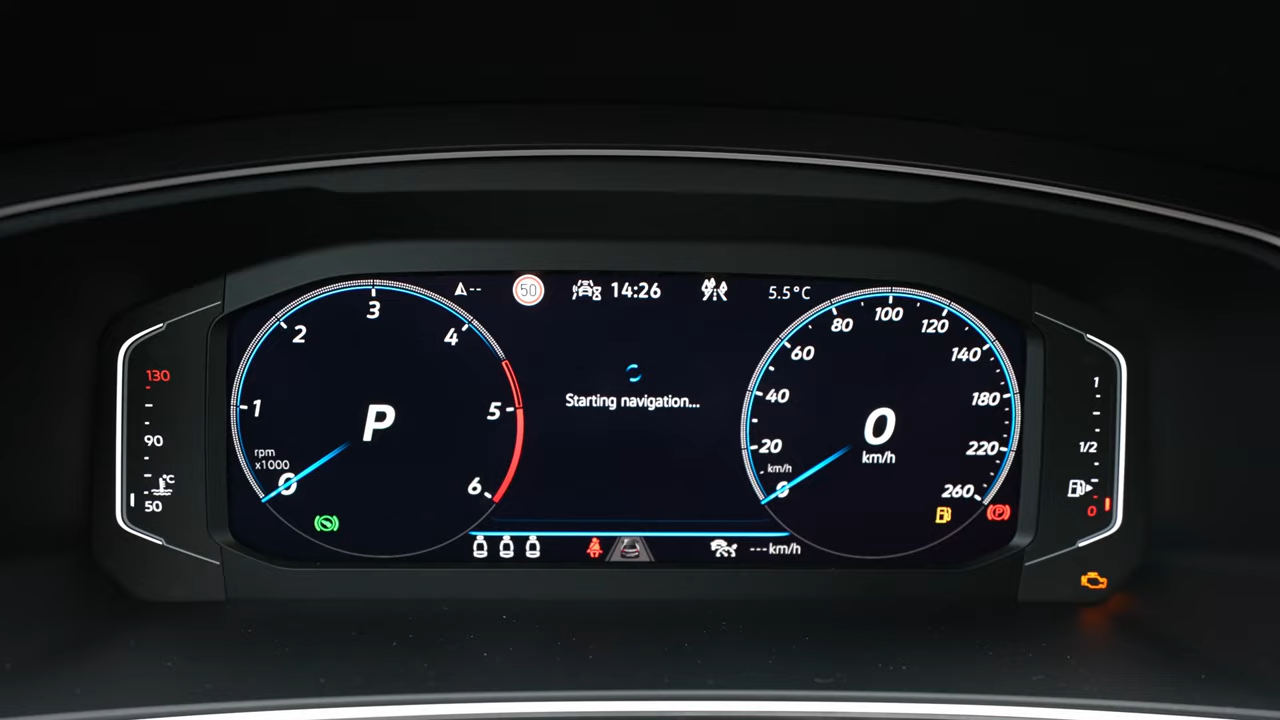 -- 50 14:26 5.5°C
3
2
4
1
5
rpm
x1000
0
6
P
Starting navigation...
100
80
120
60
140
40
180
20
220
km/h
0
260
0
km/h
P
---km/h
130
90
°C
50
1
1/2
0